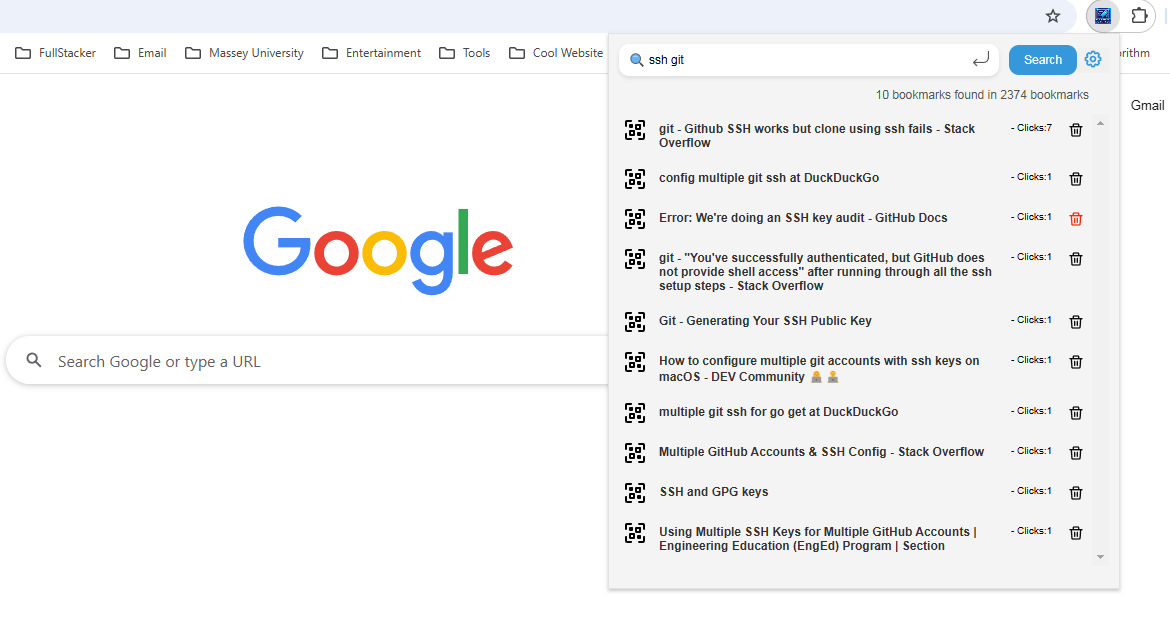 FullStacker Email Massey University Entertainment Tools Cool Website
ssh git
Search
rithm
10 bookmarks found in 2374 bookmarks
Gmail
git - Github SSH works but clone using ssh fails - Stack
Overflow
- Clicks:7
config multiple git ssh at DuckDuckGo
- Clicks:1
Error: We're doing an SSH key audit - GitHub Docs
- Clicks:1
git - "You've successfully authenticated, but GitHub does
not provide shell access" after running through all the ssh
setup steps - Stack Overflow
- Clicks:1
Git - Generating Your SSH Public Key
- Clicks:1
How to configure multiple git accounts with ssh keys on
macOS - DEV Community
- Clicks:1
multiple git ssh for go get at DuckDuckGo
- Clicks:1
Multiple GitHub Accounts & SSH Config - Stack Overflow
- Clicks:1
SSH and GPG keys
- Clicks:1
Using Multiple SSH Keys for Multiple GitHub Accounts |
Engineering Education (EngEd) Program | Section
- Clicks:1
Google
Search Google or type a URL